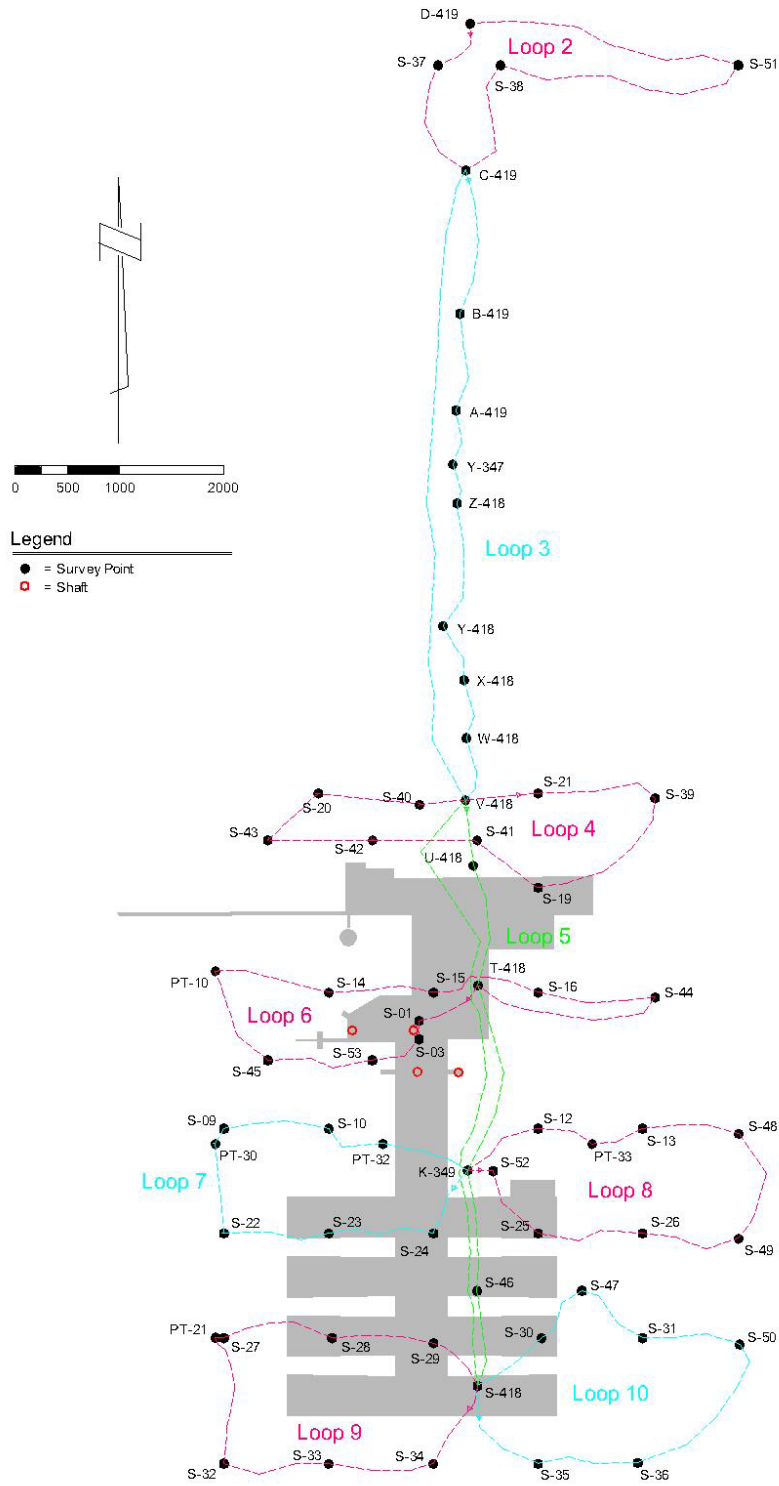 D-419
Loop 2
S-37
S-38
S-51
C-419
B-419
A-419
Y-347
0 500 1000 2000
Z-418
Legend
= Survey Point
= Shaft
Loop 3
Y-418
X-418
W-418
S-20
S-40
V-418
S-21
S-39
S-43
S-42
S-41
Loop 4
U-418
S-19
Loop 5
PT-10
S-14
S-15
T-418
S-16
S-44
Loop 6
S-01
S-45
S-53
S-03
S-09
S-10
S-12
S-13
S-48
PT-30
PT-32
PT-33
Loop 7
K-349
S-52
Loop 8
S-22
S-23
S-24
S-25
S-26
S-49
S-46
S-47
PT-21
S-27
S-28
S-29
S-30
S-31
S-50
S-418
Loop 10
Loop 9
S-32
S-33
S-34
S-35
S-36